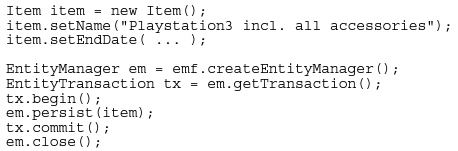 Item item = new Item();
item.setName("Playstation3 incl. all accessories");
item.setEndDate( ... );
EntityManager em = emf.createEntityManager();
EntityTransaction tx = em.getTransaction();
tx.begin();
em.persist(item);
tx.commit();
em.close();